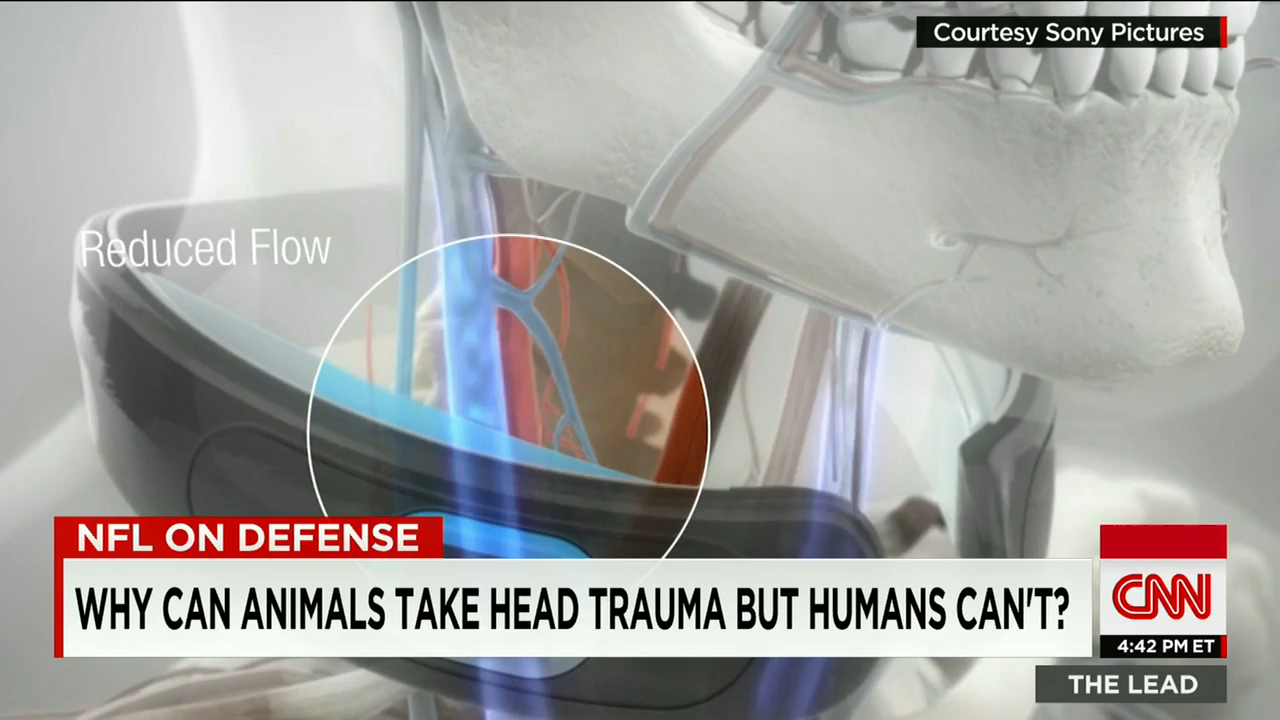 Courtesy Sony Pictures
Reduced Flow
NFL ON DEFENSE
WHY CAN ANIMALS TAKE HEAD TRAUMA BUT HUMANS CAN'T?
CNN
4:42 PM ET
THE LEAD